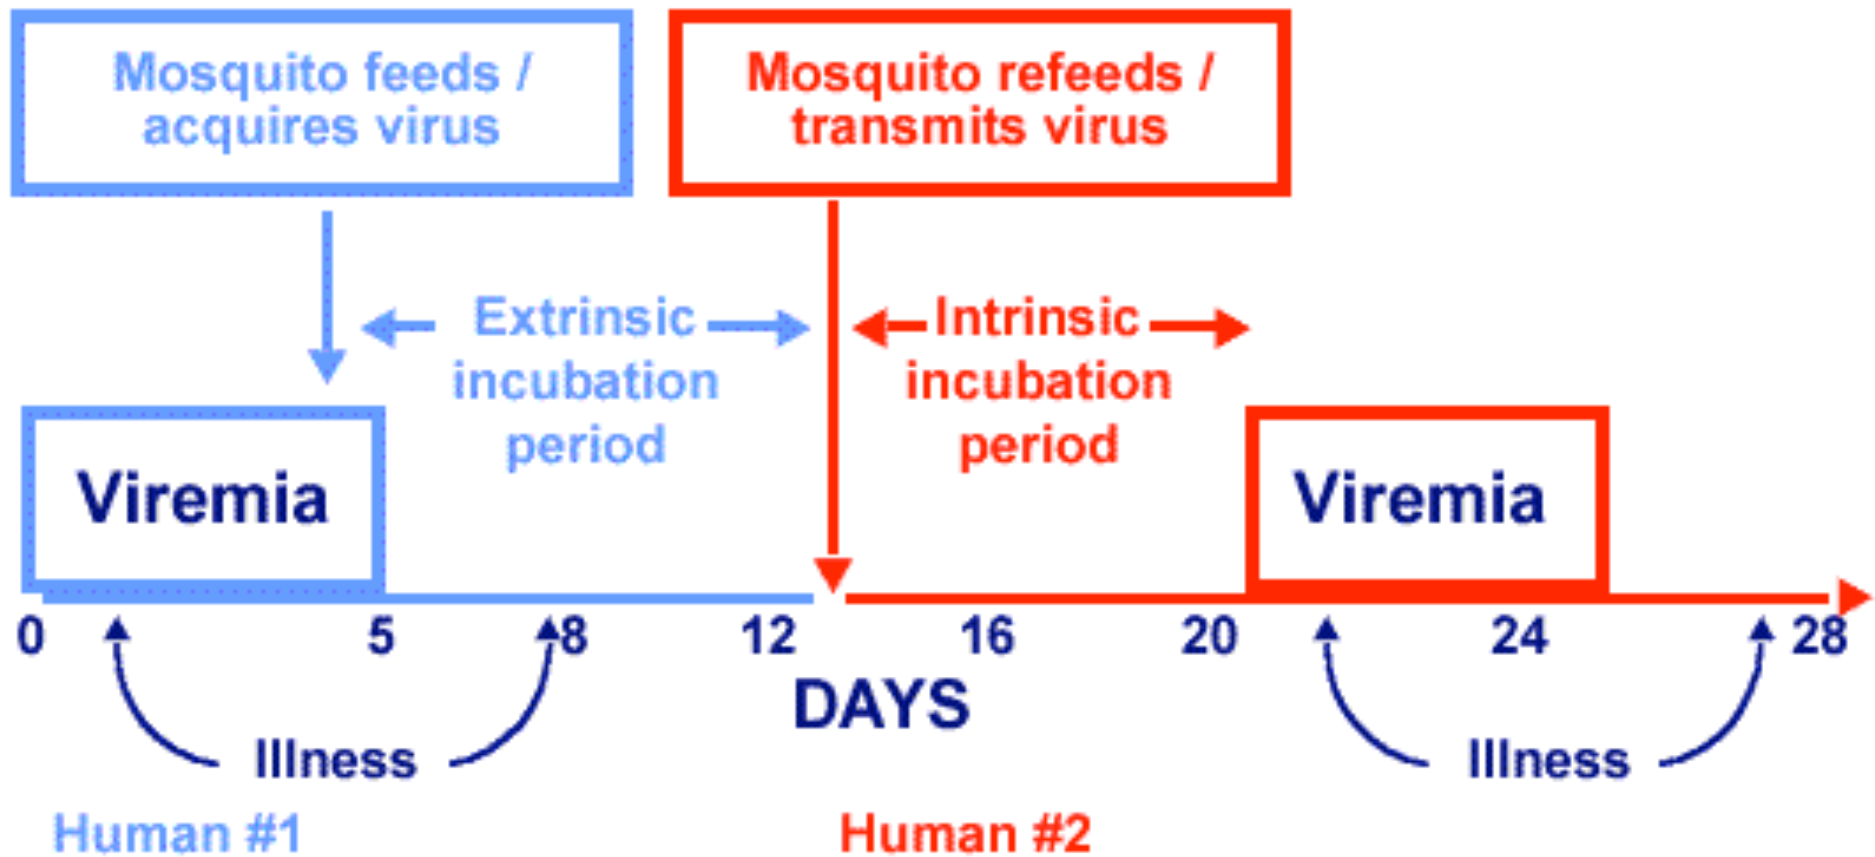 Mosquito feeds /
acquires virus
Mosquito refeeds /
transmits virus
Extrinsic
incubation
period
Intrinsic
incubation
period
Viremia
Viremia
0 5 8 12 16 20 24 28
DAYS
Illness
Illness
Human #1
Human #2